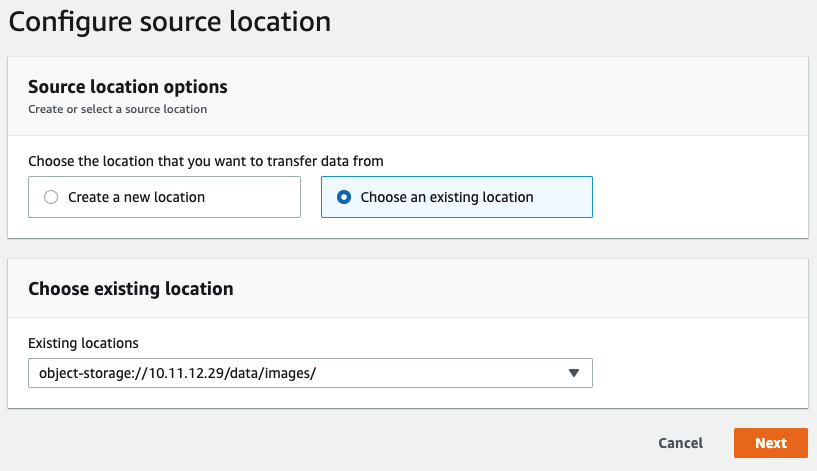 Configure source location
Source location options
Create or select a source location
Choose the location that you want to transfer data from
Create a new location
Choose an existing location
Choose existing location
Existing locations
object-storage://10.11.12.29/data/images/
Cancel
Next